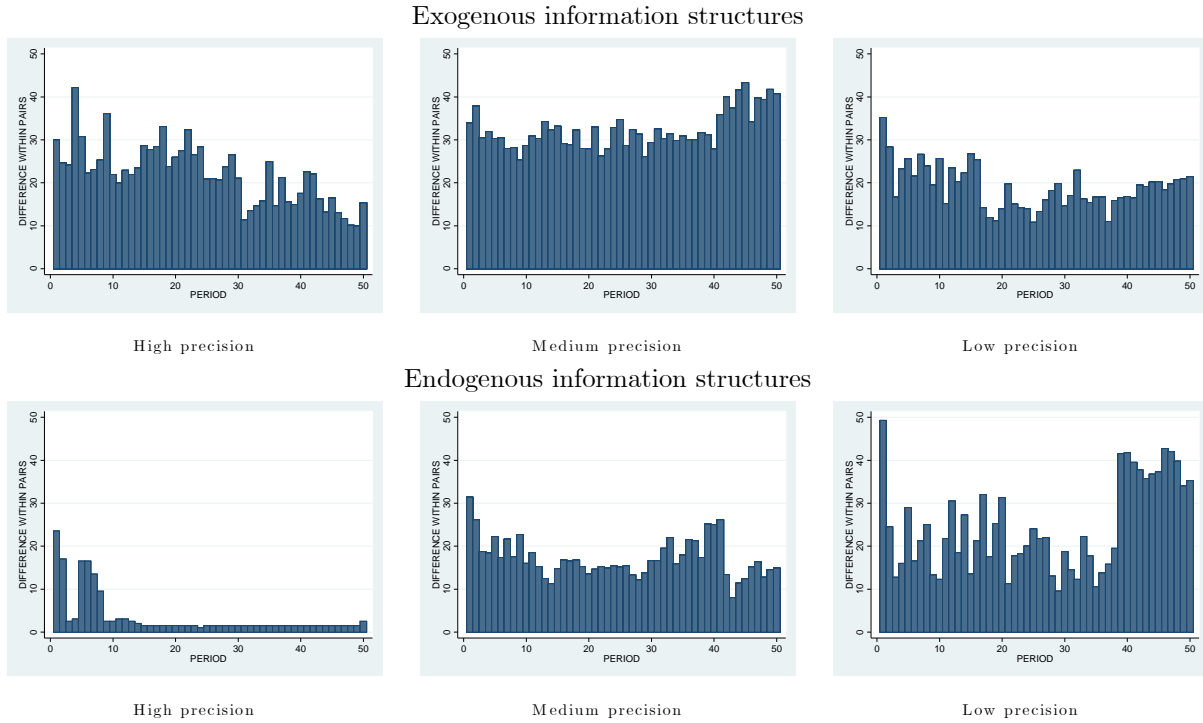 Exogenous information structures
DIFFERENCE WITHIN PAIRS
50
40
30
20
10
0
0 10 20 30 40 50
PERIOD
DIFFERENCE WITHIN PAIRS
50
40
30
20
10
0
0 10 20 30 40 50
PERIOD
DIFFERENCE WITHIN PAIRS
50
40
30
20
10
0
0 10 20 30 40 50
PERIOD
High precision
Medium precision
Low precision
Endogenous information structures
DIFFERENCE WITHIN PAIRS
50
40
30
20
10
0
0 10 20 30 40 50
PERIOD
DIFFERENCE WITHIN PAIRS
50
40
30
20
10
0
0 10 20 30 40 50
PERIOD
DIFFERENCE WITHIN PAIRS
50
40
30
20
10
0
0 10 20 30 40 50
PERIOD
High precision
Medium precision
Low precision